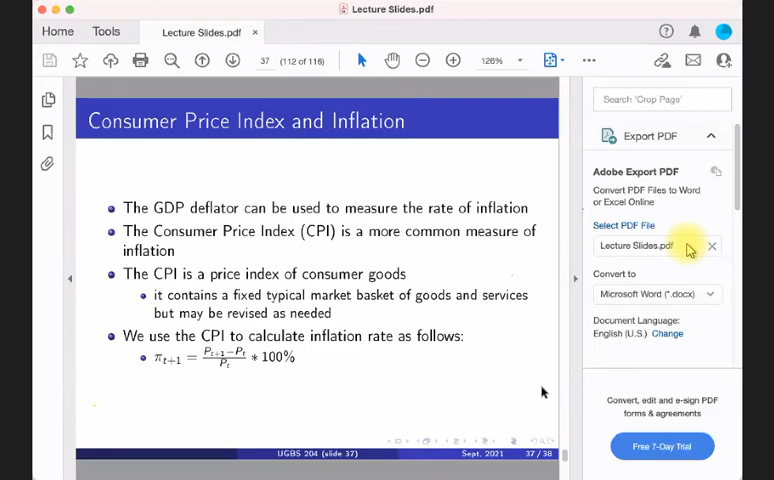 Lecture Slides.pdf
Home
Tools
Lecture Slides.pdf ×
37 (112 of 116)
126%
Search 'Crop Page'
Export PDF
Consumer Price Index and Inflation
Adobe Export PDF
Convert PDF Files to Word
or Excel Online
Select PDF File
Lecture Slides.pdf
Convert to
Microsoft Word (*.docx)
Document Language:
English (U.S.) Change
The GDP deflator can be used to measure the rate of inflation
The Consumer Price Index (CPI) is a more common measure of
inflation
The CPI is a price index of consumer goods
it contains a fixed typical market basket of goods and services
but may be revised as needed
We use the CPI to calculate inflation rate as follows:
π_{t+1} = \frac{P_{t+1}−P_t}{P_t} * 100%
Convert, edit and e-sign PDF
forms & agreements
Free 7-Day Trial
UGBS 204 (slide 37)
Sept, 2021
37 / 38